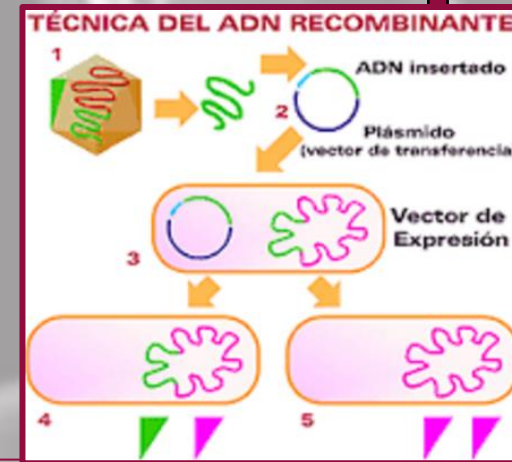 TÉCNICA DEL ADN RECOMBINANTE
1
ADN insertado
2
Plásmido
(vector de transferencia
3
Vector de
Expresión
4
5